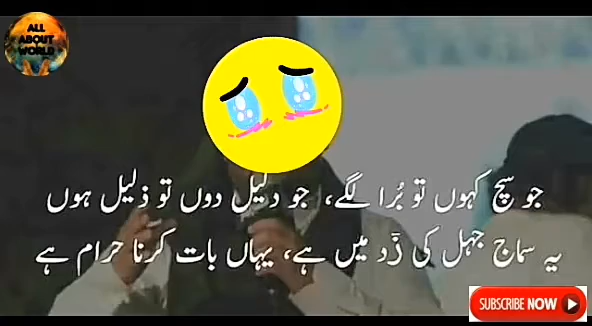 ALL
ABOUT
WORLD
جو سچ کہوں تو بُرا لگے، جو دلیل دوں تو ذلیل ہوں
یہ سماج جہل کی زَد میں ہے، یہاں بات کرنا حرام ہے
SUBSCRIBE NOW